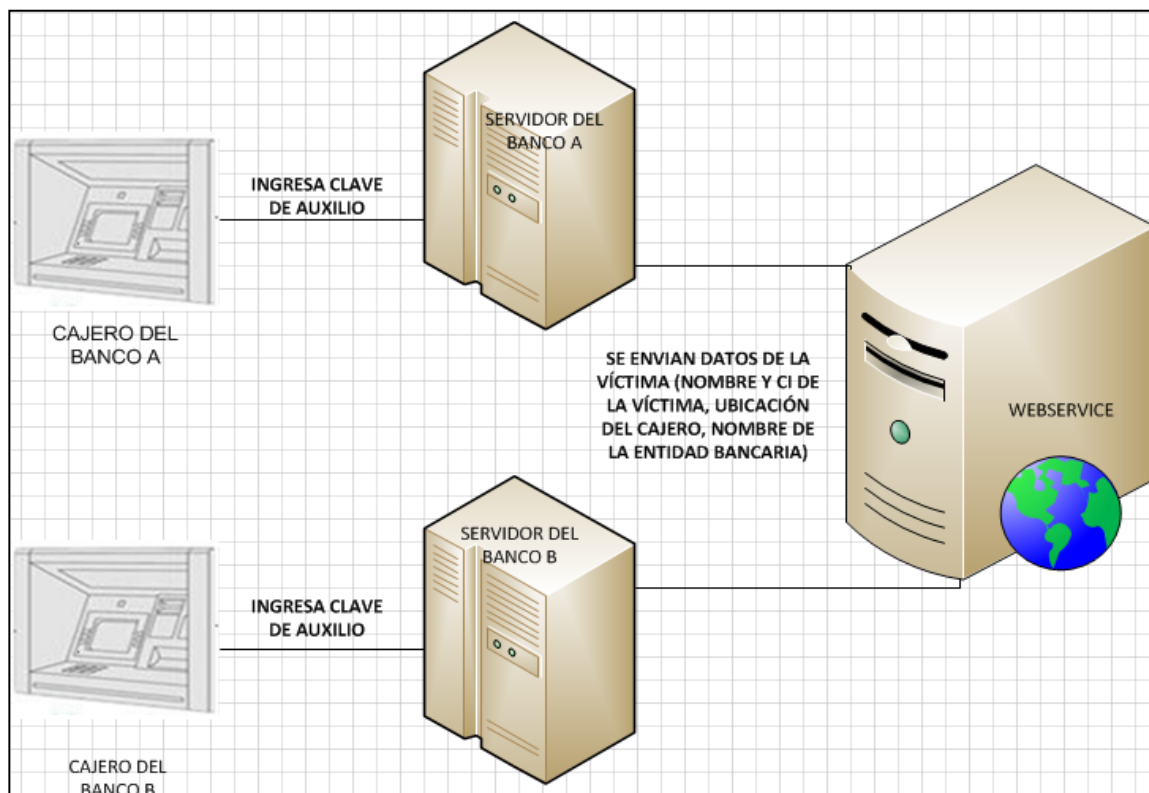 SERVIDOR DEL
BANCO A
INGRESA CLAVE
DE AUXILIO
CAJERO DEL
BANCO A
SE ENVIAN DATOS DE LA
VÍCTIMA (NOMBRE Y CI DE
LA VÍCTIMA, UBICACIÓN
DEL CAJERO, NOMBRE DE
LA ENTIDAD BANCARIA)
WEBSERVICE
SERVIDOR DEL
BANCO B
INGRESA CLAVE
DE AUXILIO
CAJERO DEL
BANCO B